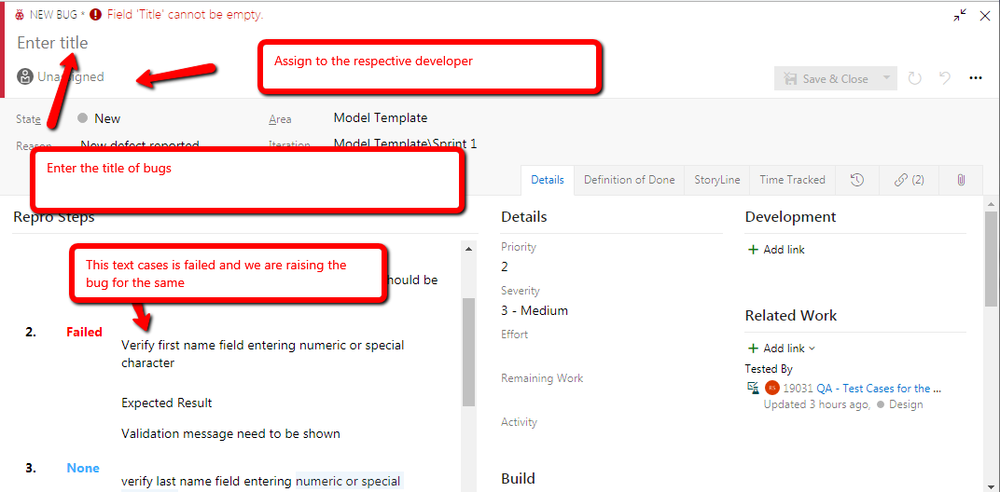 NEW BUG * Field 'Title' cannot be empty.
Enter title
Assign to the respective developer
Unassigned
Save & Close
State New Area Model Template
Reason New defect reported Iteration Model Template\Sprint 1
Enter the title of bugs
Details Definition of Done StoryLine Time Tracked (2)
Repro Steps
This text cases is failed and we are raising the
bug for the same
hould be
2. Failed
Verify first name field entering numeric or special
character
Expected Result
Validation message need to be shown
3. None
verify last name field entering numeric or special
Details
Priority
2
Severity
3 - Medium
Effort
Remaining Work
Activity
Build
Development
+ Add link
Related Work
+ Add link
Tested By
RS 19031 QA - Test Cases for the ...
Updated 3 hours ago, Design